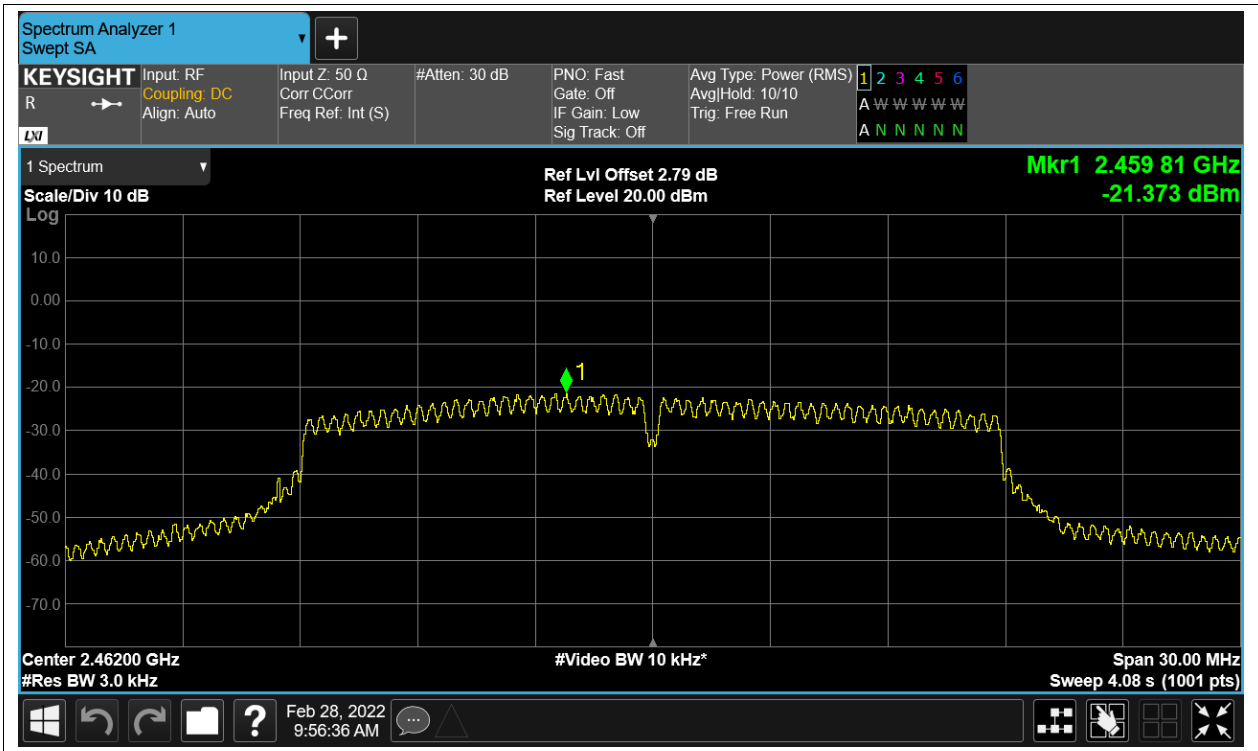 Spectrum Analyzer 1
Swept SA
KEYSIGHT
R
LXI
Input: RF
Coupling: DC
Align: Auto
Input Z: 50 Ω
Corr CCorr
Freq Ref: Int (S)
#Atten: 30 dB
PNO: Fast
Gate: Off
IF Gain: Low
Sig Track: Off
Avg Type: Power (RMS)
Avg|Hold: 10/10
Trig: Free Run
1 2 3 4 5 6
A W W W W W
A N N N N N
1 Spectrum
Scale/Div 10 dB
Log
Ref Lvl Offset 2.79 dB
Ref Level 20.00 dBm
Mkr1 2.459 81 GHz
-21.373 dBm
10.0
0.00
-10.0
-20.0
-30.0
-40.0
-50.0
-60.0
-70.0
1
Center 2.46200 GHz
#Res BW 3.0 kHz
#Video BW 10 kHz*
Span 30.00 MHz
Sweep 4.08 s (1001 pts)
?
Feb 28, 2022
9:56:36 AM